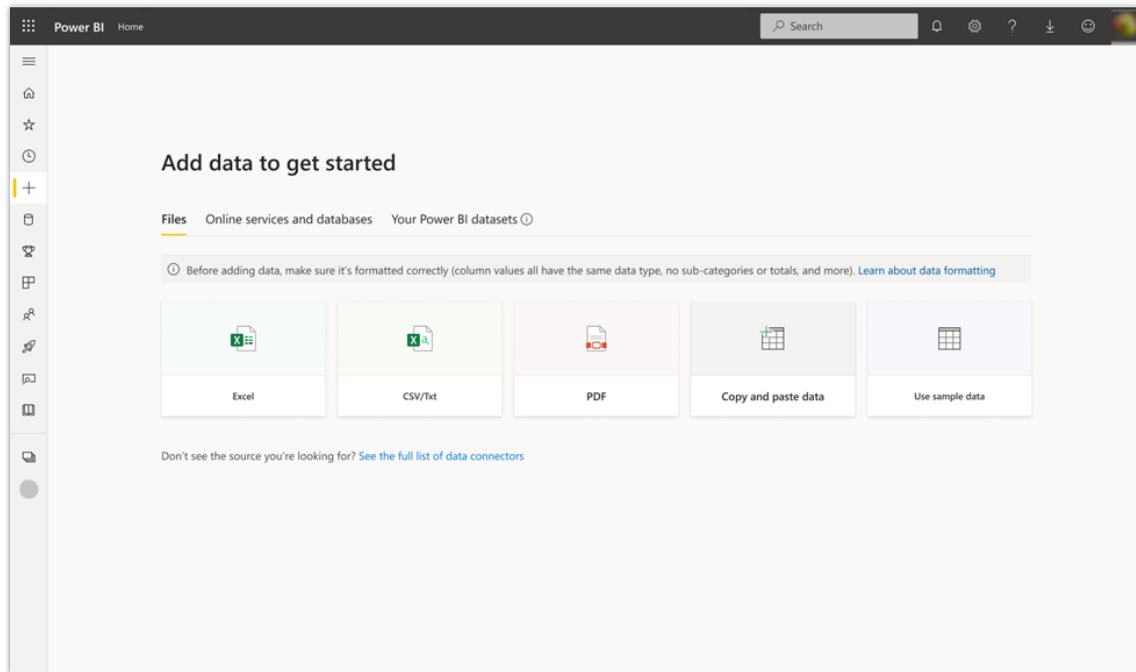 Power BI Home
Search
Add data to get started
Files Online services and databases Your Power BI datasets
Before adding data, make sure it's formatted correctly (column values all have the same data type, no sub-categories or totals, and more). Learn about data formatting
Excel CSV/Txt PDF Copy and paste data Use sample data
Don't see the source you're looking for? See the full list of data connectors